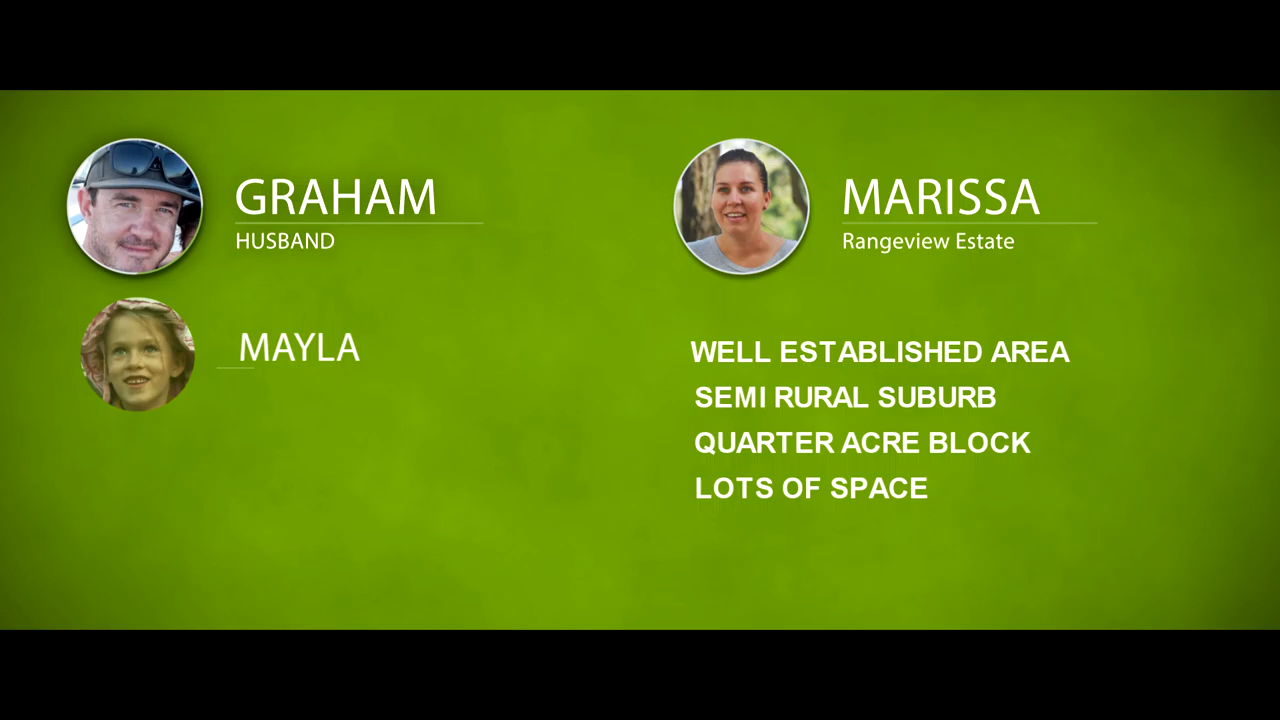 GRAHAM
HUSBAND
MAYLA
MARISSA
Rangeview Estate
WELL ESTABLISHED AREA
SEMI RURAL SUBURB
QUARTER ACRE BLOCK
LOTS OF SPACE